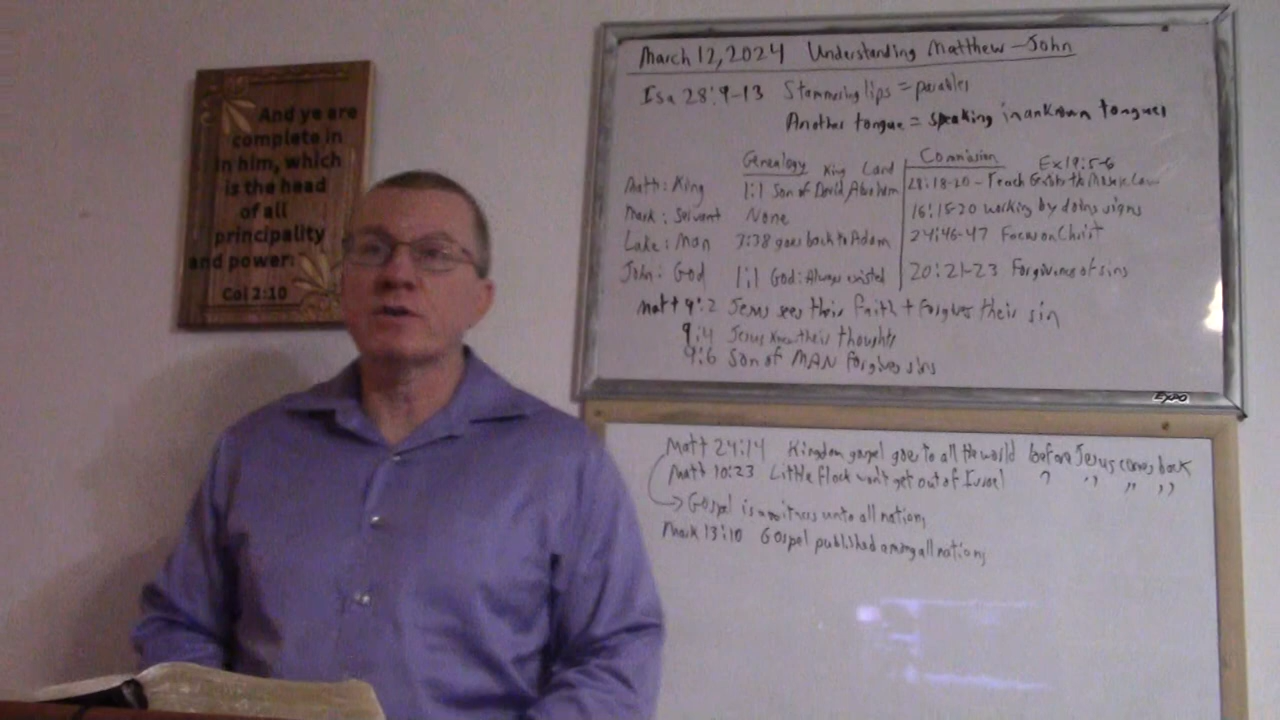 And ye are
complete in
in him, which
is the head
of all
principality
and power:
Col 2:10
March 12, 2024 Understanding Matthew - John
Isa 28:9-13 Stammering lips = parables
Another tongue = speaking in unknown tongues
Genealogy King Land Commission Ex 19:5-6
Matt: King 1:1 Son of David Abraham 28:18-20 - Teach Gentiles the Mosaic Law
Mark: Servant None 16:15-20 working by doing signs
Luke: Man 3:38 goes back to Adam 24:46-47 Focus on Christ
John: God 1:1 God: Always existed 20:21-23 Forgiveness of sins
Matt 9:2 Jesus sees their faith + forgives their sin
9:4 Jesus knew their thoughts
9:6 Son of MAN forgives sins
EXPO
Matt 24:14 Kingdom gospel goes to all the world before Jesus comes back
Matt 10:23 Little flock won't get out of Israel " " " "
→ Gospel is a witness unto all nations
Mark 13:10 Gospel published among all nations